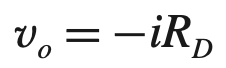 v_o = −iR_D